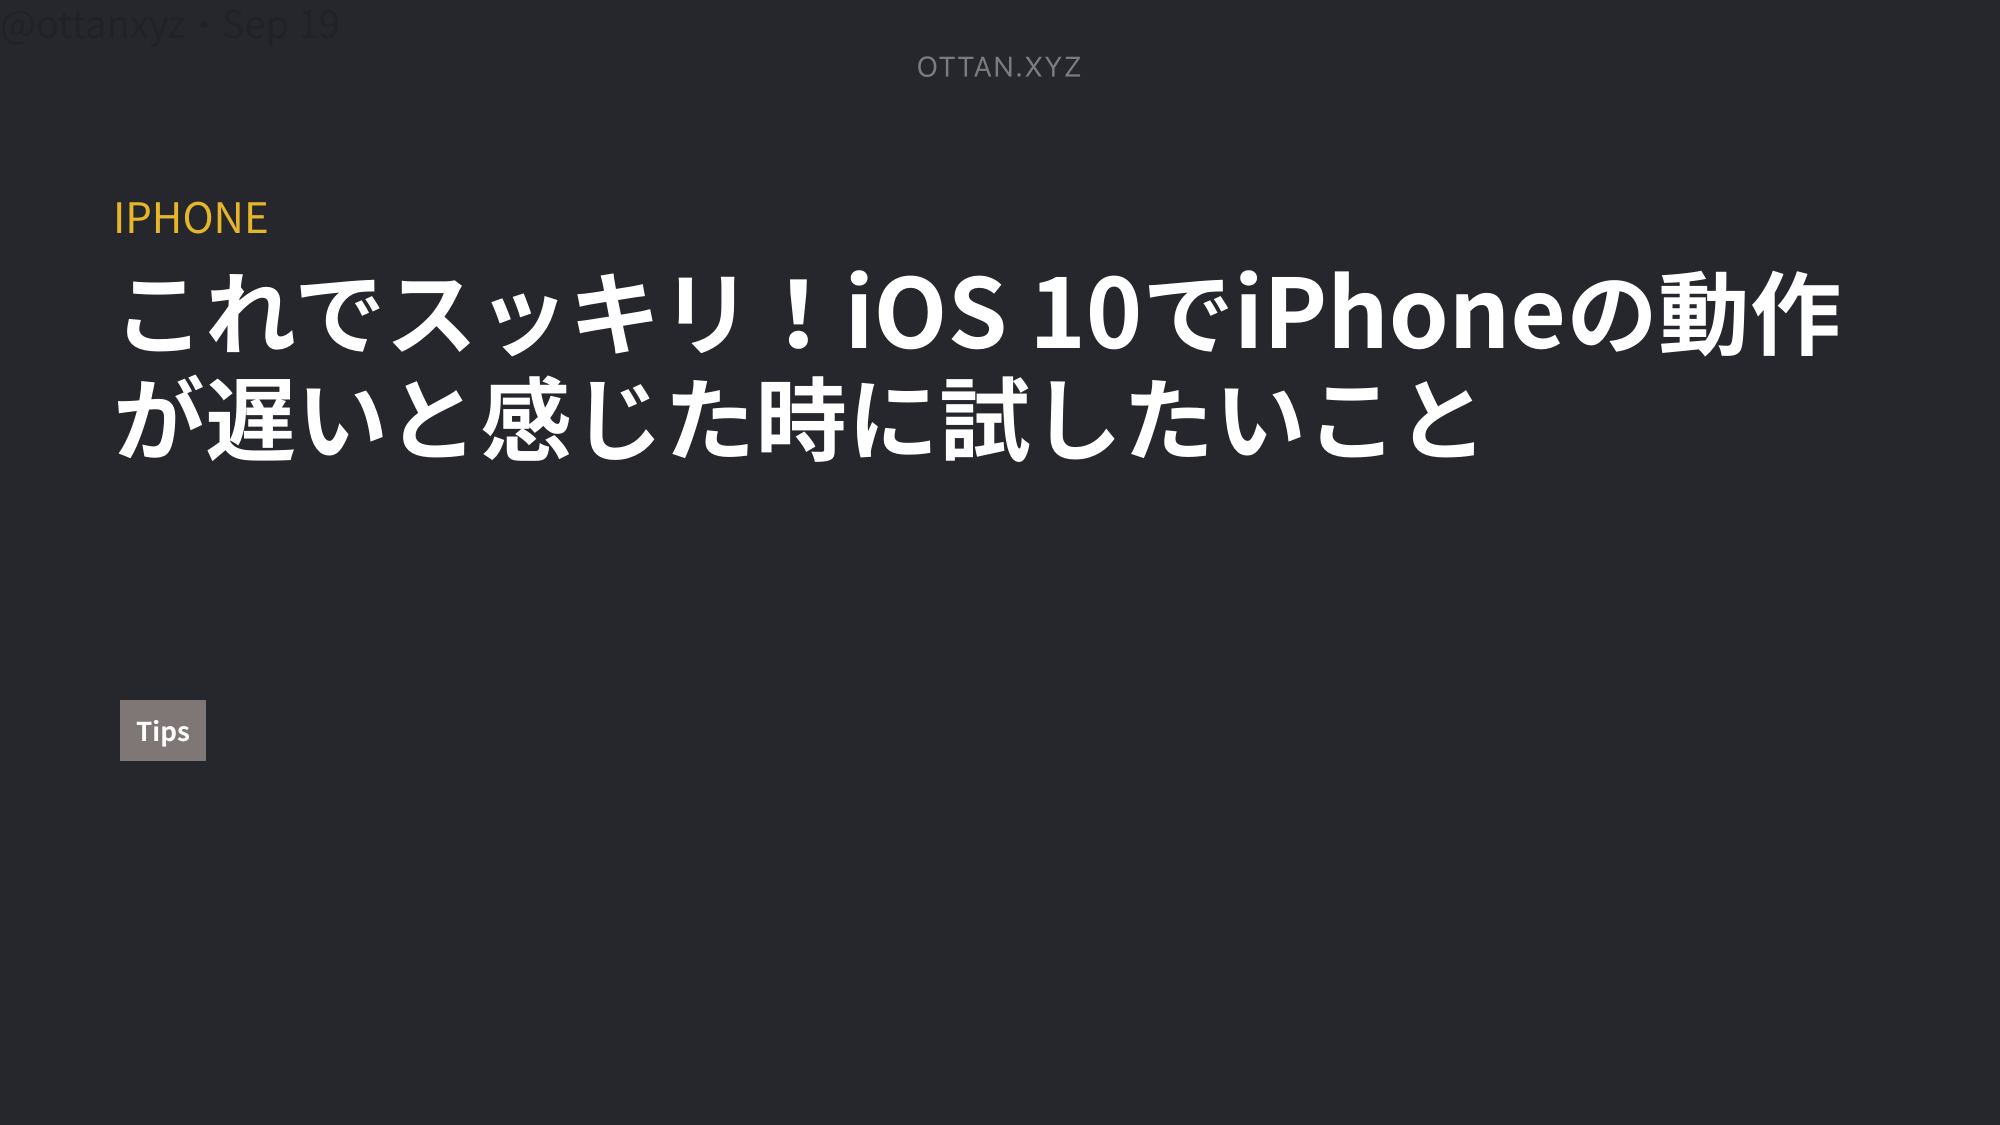 @ottanxyz・Sep 19
OTTAN.XYZ
IPHONE
これでスッキリ！iOS 10でiPhoneの動作
が遅いと感じた時に試したいこと
Tips